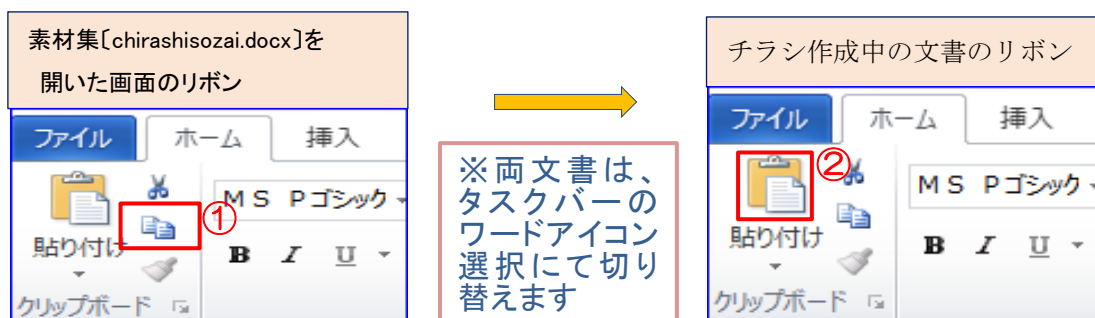 素材集〔chirashisozai.docx〕を
開いた画面のリボン
ファイル ホーム 挿入
MS Pゴシック
①
貼り付け
B I U
クリップボード
※両文書は、
タスクバーの
ワードアイコン
選択にて切り
替えます
チラシ作成中の文書のリボン
ファイル ホーム 挿入
②
MS Pゴシック
貼り付け
B I U
クリップボード